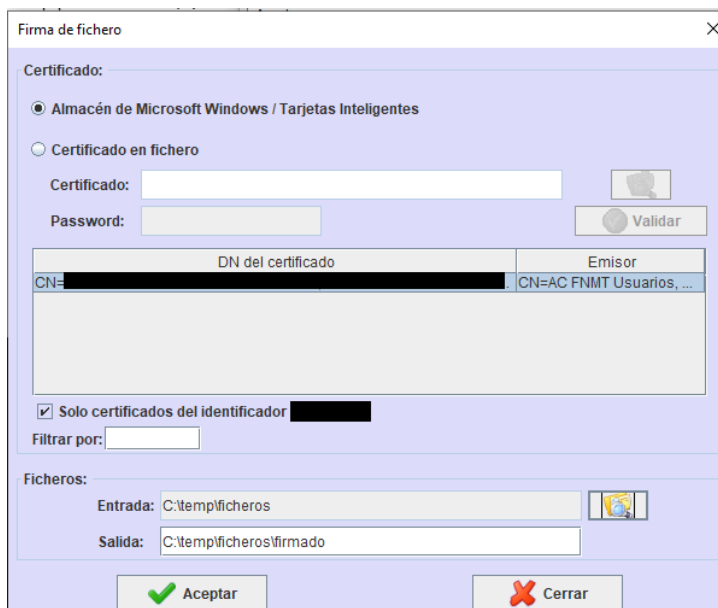 Firma de fichero
Certificado:
Almacén de Microsoft Windows / Tarjetas Inteligentes
Certificado en fichero
Certificado:
Password:
Validar
DN del certificado Emisor
CN= . CN=AC FNMT Usuarios, ...
Solo certificados del identificador
Filtrar por:
Ficheros:
Entrada: C:\temp\ficheros
Salida: C:\temp\ficheros\firmado
Aceptar Cerrar